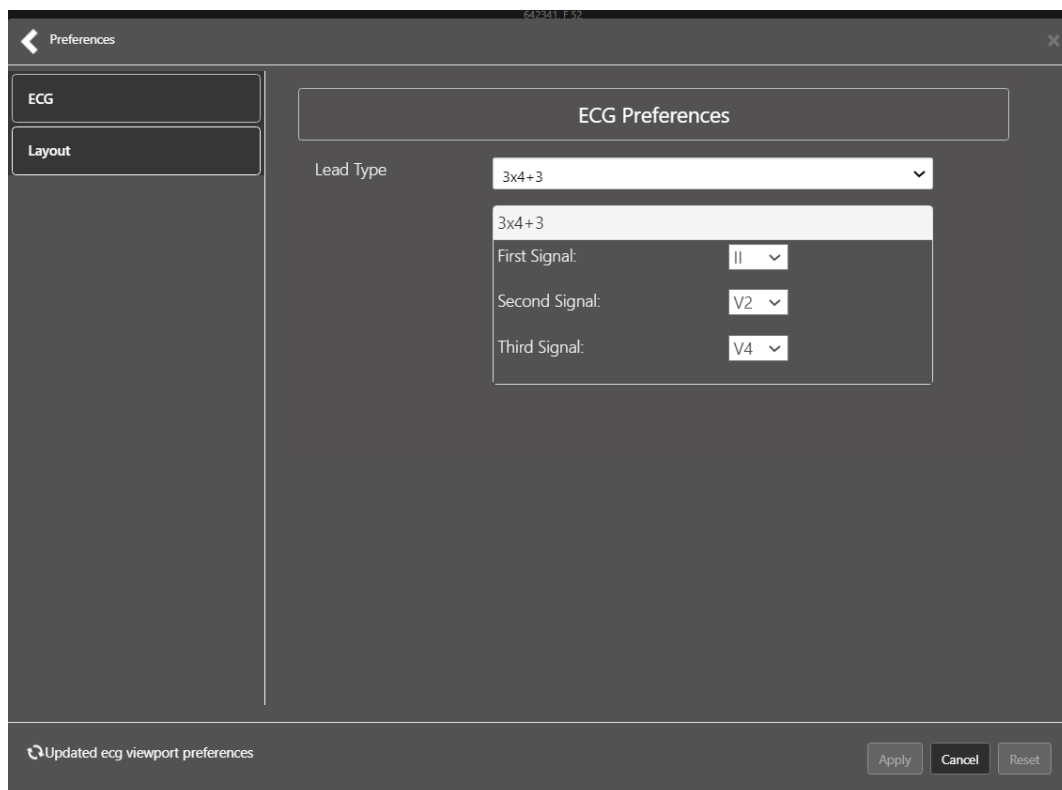 642341 F 52
Preferences
ECG
Layout
ECG Preferences
Lead Type
3x4+3
3x4+3
First Signal:
II
Second Signal:
V2
Third Signal:
V4
Updated ecg viewport preferences
Apply
Cancel
Reset